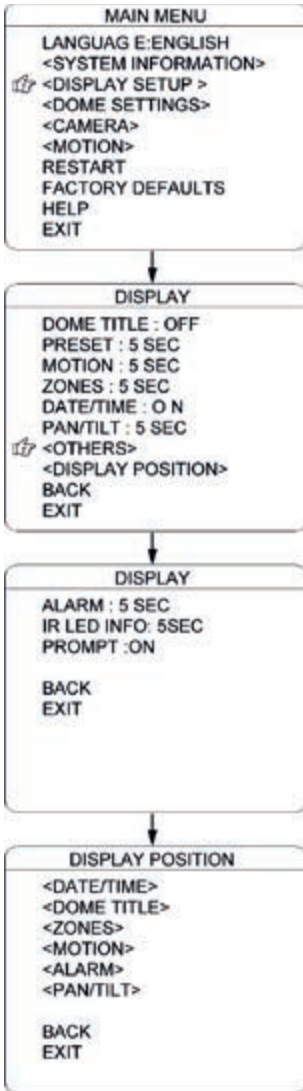 MAIN MENU
LANGUAG E:ENGLISH
<SYSTEM INFORMATION>
<DISPLAY SETUP >
<DOME SETTINGS>
<CAMERA>
<MOTION>
RESTART
FACTORY DEFAULTS
HELP
EXIT
DISPLAY
DOME TITLE : OFF
PRESET : 5 SEC
MOTION : 5 SEC
ZONES : 5 SEC
DATE/TIME : O N
PAN/TILT : 5 SEC
<OTHERS>
<DISPLAY POSITION>
BACK
EXIT
DISPLAY
ALARM : 5 SEC
IR LED INFO: 5SEC
PROMPT :ON
BACK
EXIT
DISPLAY POSITION
<DATE/TIME>
<DOME TITLE>
<ZONES>
<MOTION>
<ALARM>
<PAN/TILT>
BACK
EXIT